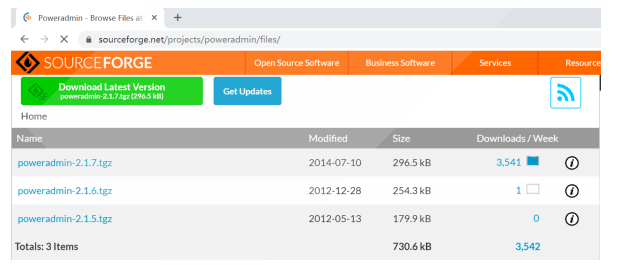 Poweradmin - Browse Files at
sourceforge.net/projects/poweradmin/files/
SOURCEFORGE Open Source Software Business Software Services Resource
Download Latest Version
poweradmin-2.1.7.tgz (296.5 kB)
Get Updates
Home
Name Modified Size Downloads / Week
poweradmin-2.1.7.tgz 2014-07-10 296.5 kB 3,541
poweradmin-2.1.6.tgz 2012-12-28 254.3 kB 1
poweradmin-2.1.5.tgz 2012-05-13 179.9 kB 0
Totals: 3 Items 730.6 kB 3,542